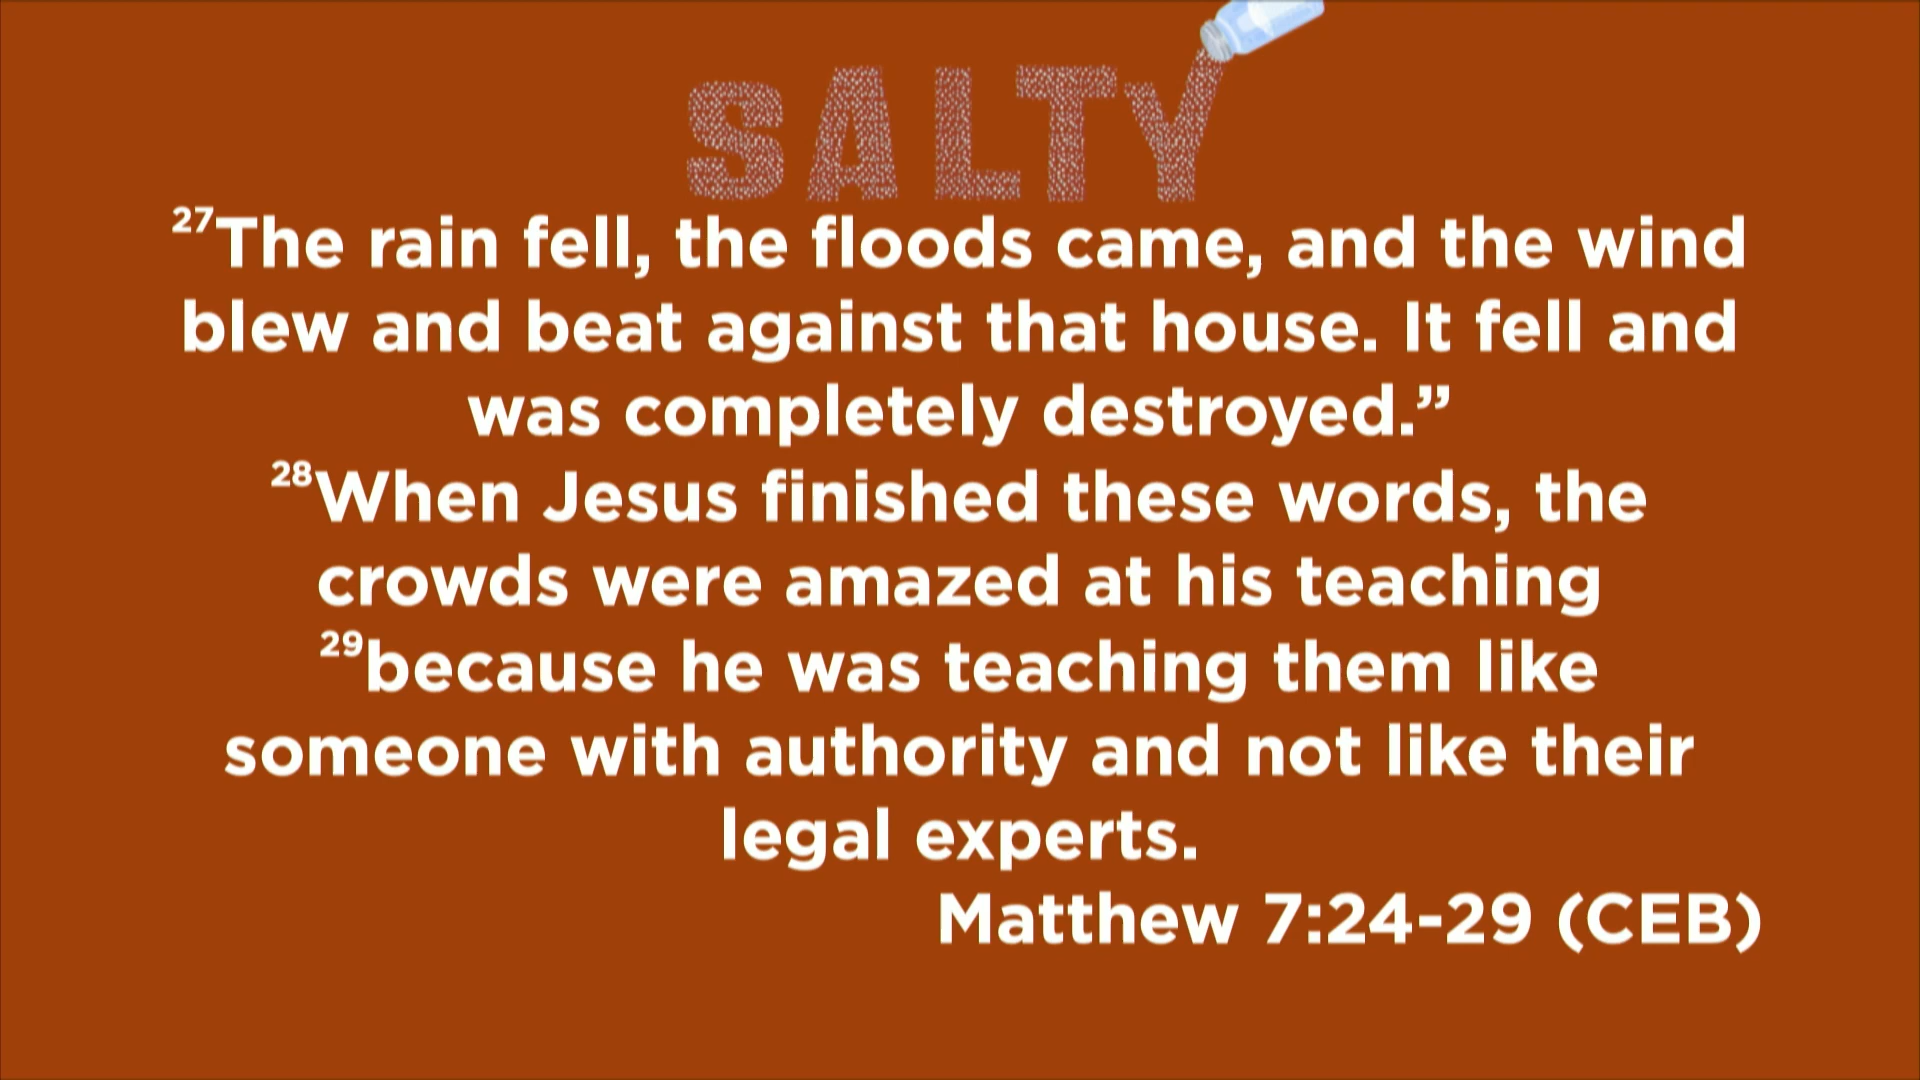 SALTY
²⁷The rain fell, the floods came, and the wind
blew and beat against that house. It fell and
was completely destroyed.”
²⁸When Jesus finished these words, the
crowds were amazed at his teaching
²⁹because he was teaching them like
someone with authority and not like their
legal experts.
Matthew 7:24-29 (CEB)